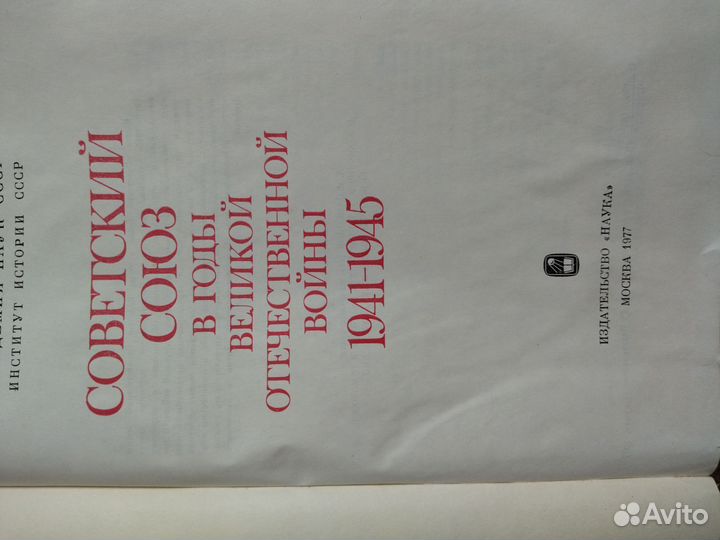 ИНСТИТУТ ИСТОРИИ СССР
СОВЕТСКИЙ
СОЮЗ
В ГОДЫ
ВЕЛИКОЙ
ОТЕЧЕСТВЕННОЙ
ВОЙНЫ
1941–1945
ИЗДАТЕЛЬСТВО «НАУКА»
МОСКВА 1977
Avito